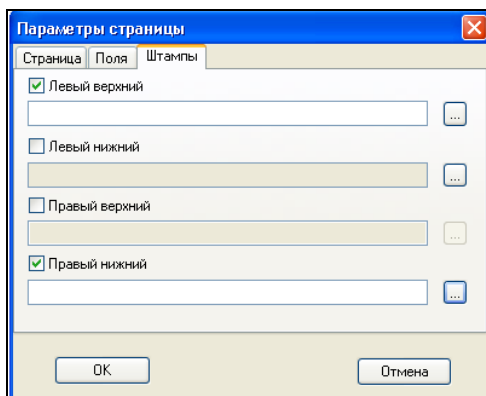 Параметры страницы
Страница Поля Штампы
Левый верхний
...
Левый нижний
...
Правый верхний
...
Правый нижний
...
OK Отмена